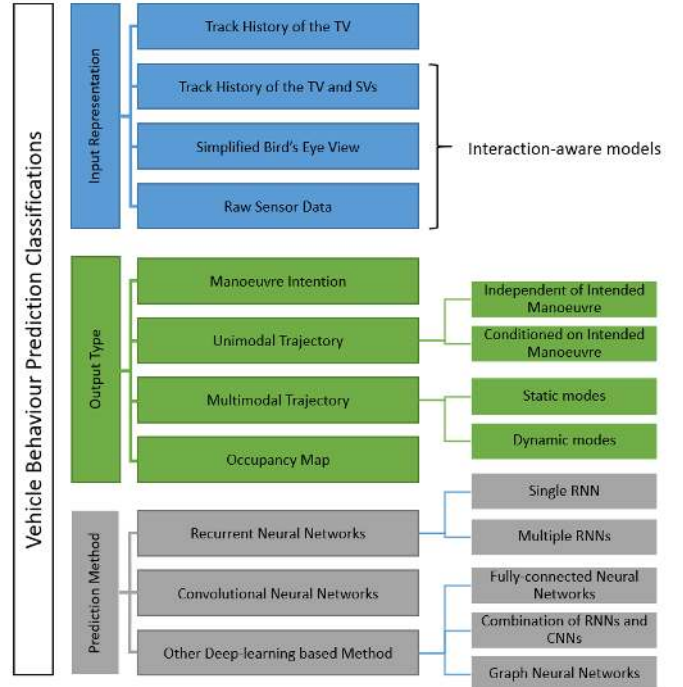 Vehicle Behaviour Prediction Classifications
Input Representation
Track History of the TV
Track History of the TV and SVs
Simplified Bird's Eye View
Raw Sensor Data
Interaction-aware models
Output Type
Manoeuvre Intention
Unimodal Trajectory
Independent of Intended
Manoeuvre
Conditioned on Intended
Manoeuvre
Multimodal Trajectory
Static modes
Dynamic modes
Occupancy Map
Prediction Method
Recurrent Neural Networks
Single RNN
Multiple RNNs
Convolutional Neural Networks
Other Deep-learning based Method
Fully-connected Neural
Networks
Combination of RNNs and
CNNs
Graph Neural Networks